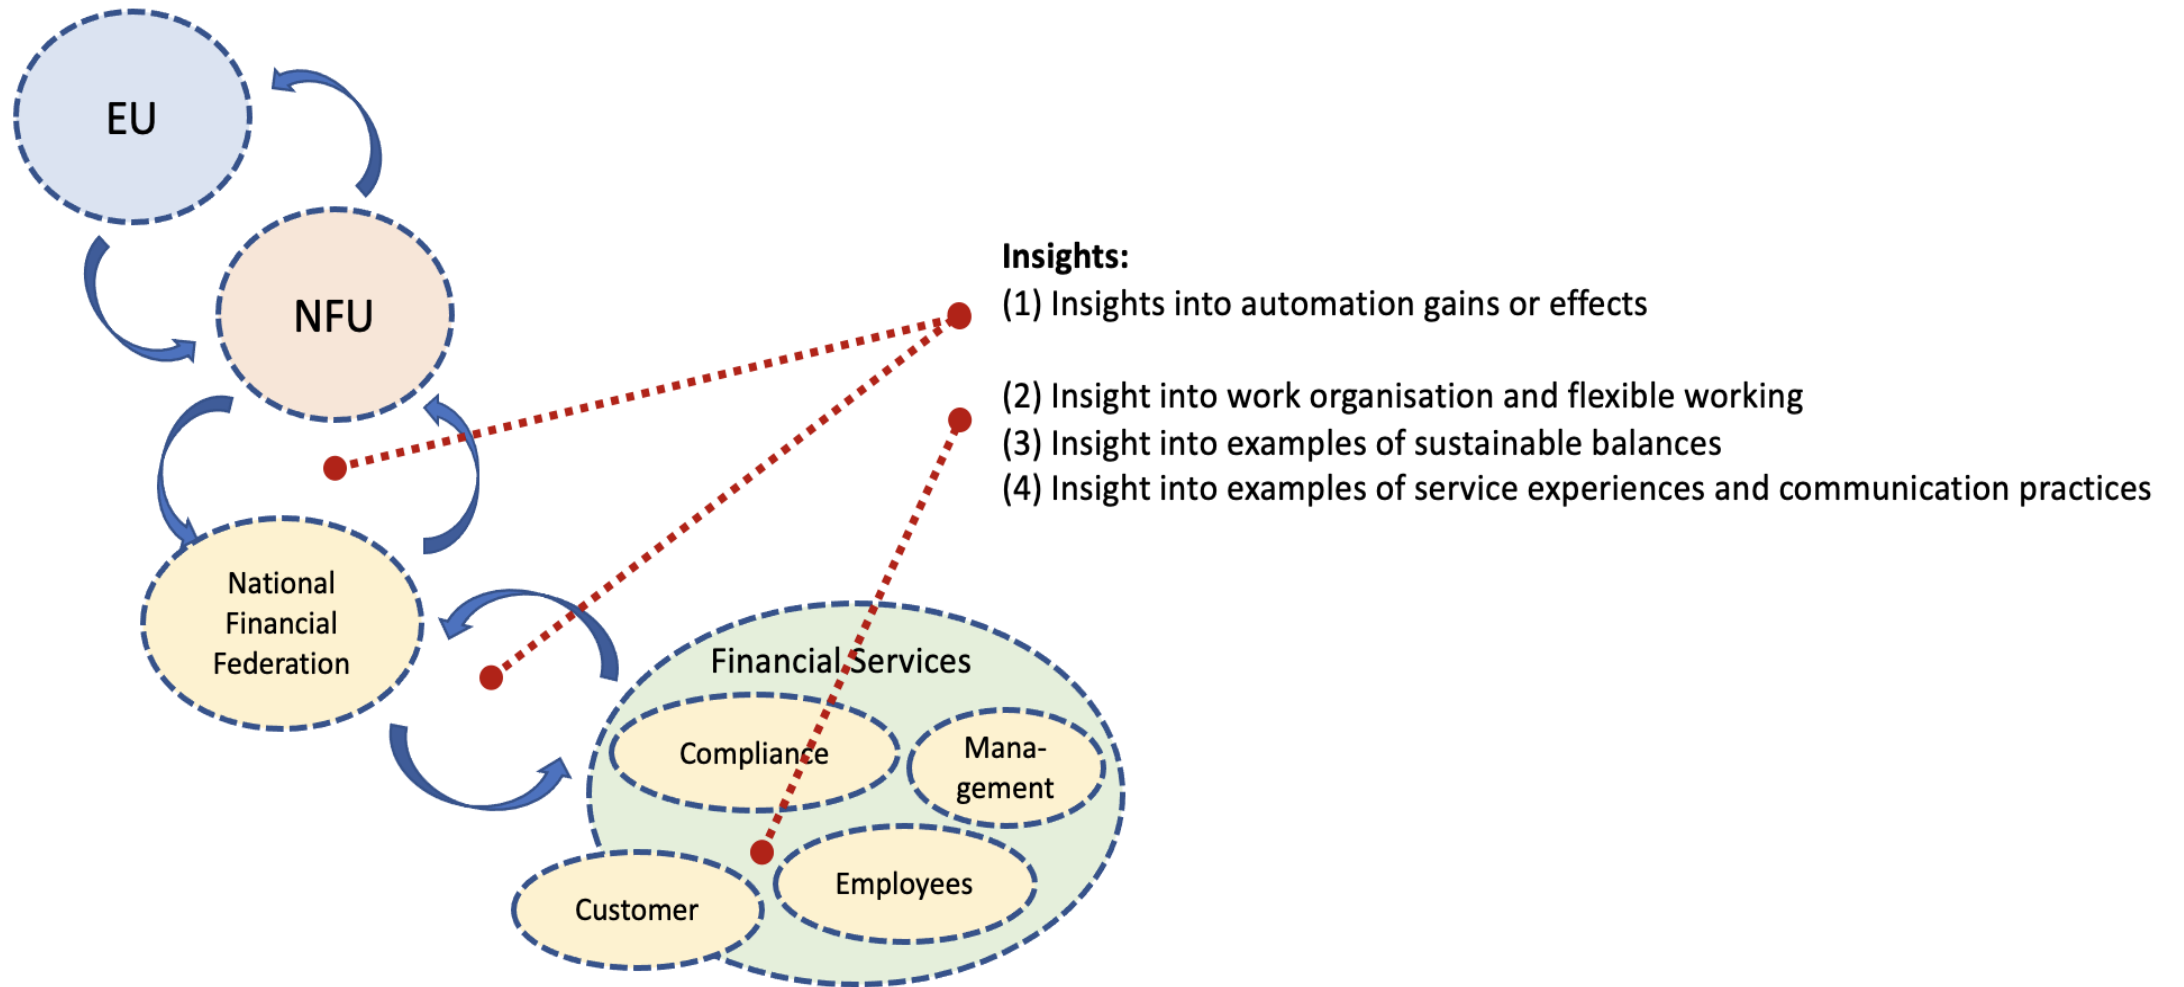 EU
NFU
Insights:
(1) Insights into automation gains or effects
(2) Insight into work organisation and flexible working
(3) Insight into examples of sustainable balances
(4) Insight into examples of service experiences and communication practices
National
Financial
Federation
Financial Services
Compliance
Mana-
gement
Employees
Customer